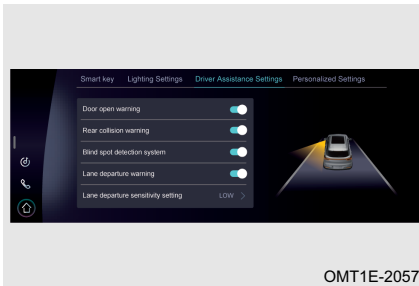 Smart key Lighting Settings Driver Assistance Settings Personalized Settings
Door open warning
Rear collision warning
Blind spot detection system
Lane departure warning
Lane departure sensitivity setting LOW >
OMT1E-2057